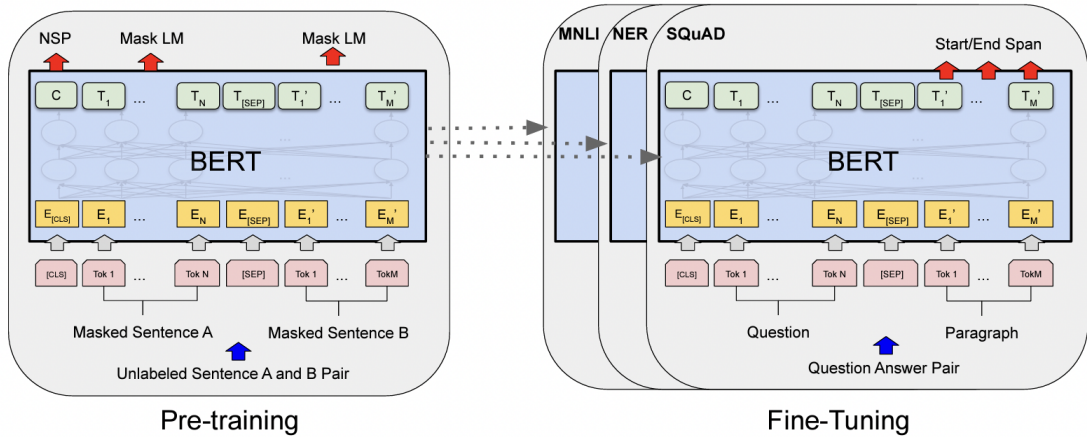 NSP Mask LM Mask LM
C T1 ... TN T[SEP] T1' ... TM'
...
BERT
...
E[CLS] E1 ... EN E[SEP] E1' ... EM'
[CLS] Tok 1 ... Tok N [SEP] Tok 1 ... TokM
Masked Sentence A Masked Sentence B
Unlabeled Sentence A and B Pair
Pre-training
MNLI NER SQuAD
Start/End Span
C T1 ... TN T[SEP] T1' ... TM'
...
BERT
...
E[CLS] E1 ... EN E[SEP] E1' ... EM'
[CLS] Tok 1 ... Tok N [SEP] Tok 1 ... TokM
Question Paragraph
Question Answer Pair
Fine-Tuning